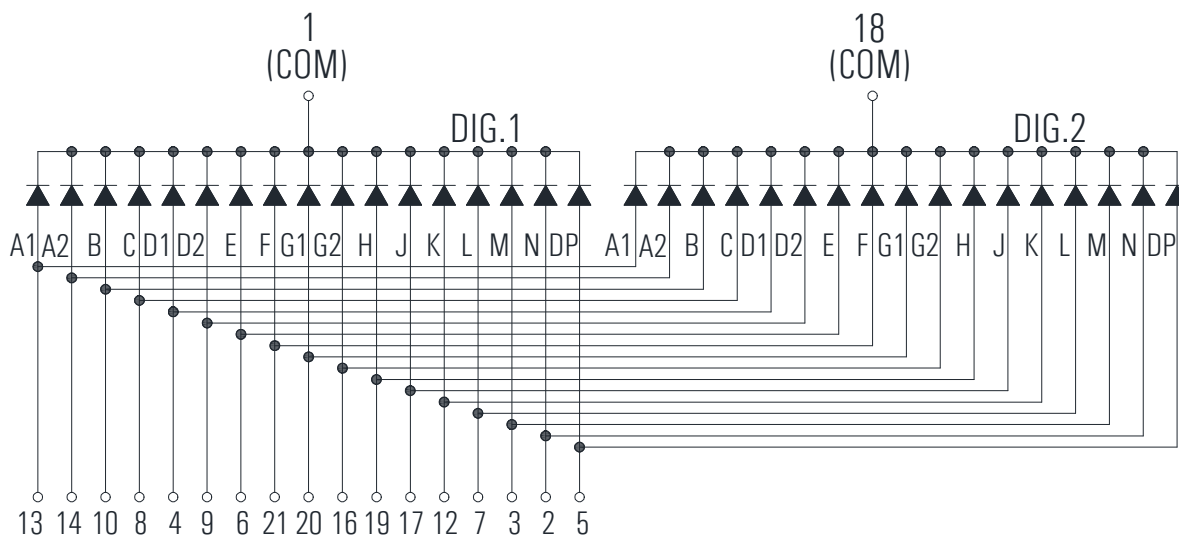 1 18
(COM) (COM)
DIG.1 DIG.2
A1 A2 B C D1 D2 E F G1 G2 H J K L M N DP A1 A2 B C D1 D2 E F G1 G2 H J K L M N DP
13 14 10 8 4 9 6 21 20 16 19 17 12 7 3 2 5